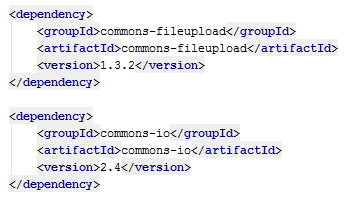 <dependency>
    <groupId>commons-fileupload</groupId>
    <artifactId>commons-fileupload</artifactId>
    <version>1.3.2</version>
</dependency>

<dependency>
    <groupId>commons-io</groupId>
    <artifactId>commons-io</artifactId>
    <version>2.4</version>
</dependency>